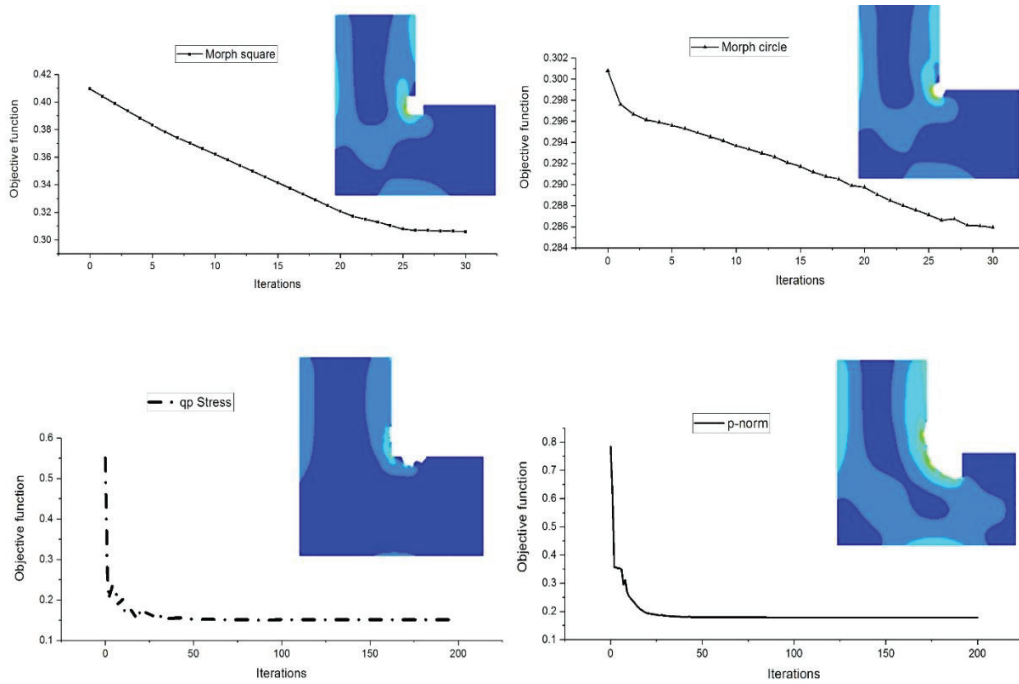 Morph square
Objective function
0.42
0.40
0.38
0.36
0.34
0.32
0.30
0 5 10 15 20 25 30
Iterations
Morph circle
Objective function
0.302
0.300
0.298
0.296
0.294
0.292
0.290
0.288
0.286
0.284
0 5 10 15 20 25 30
Iterations
qp Stress
Objective function
0.6
0.5
0.4
0.3
0.2
0.1
0 50 100 150 200
Iterations
p-norm
Objective function
0.8
0.7
0.6
0.5
0.4
0.3
0.2
0.1
0 50 100 150 200
Iterations